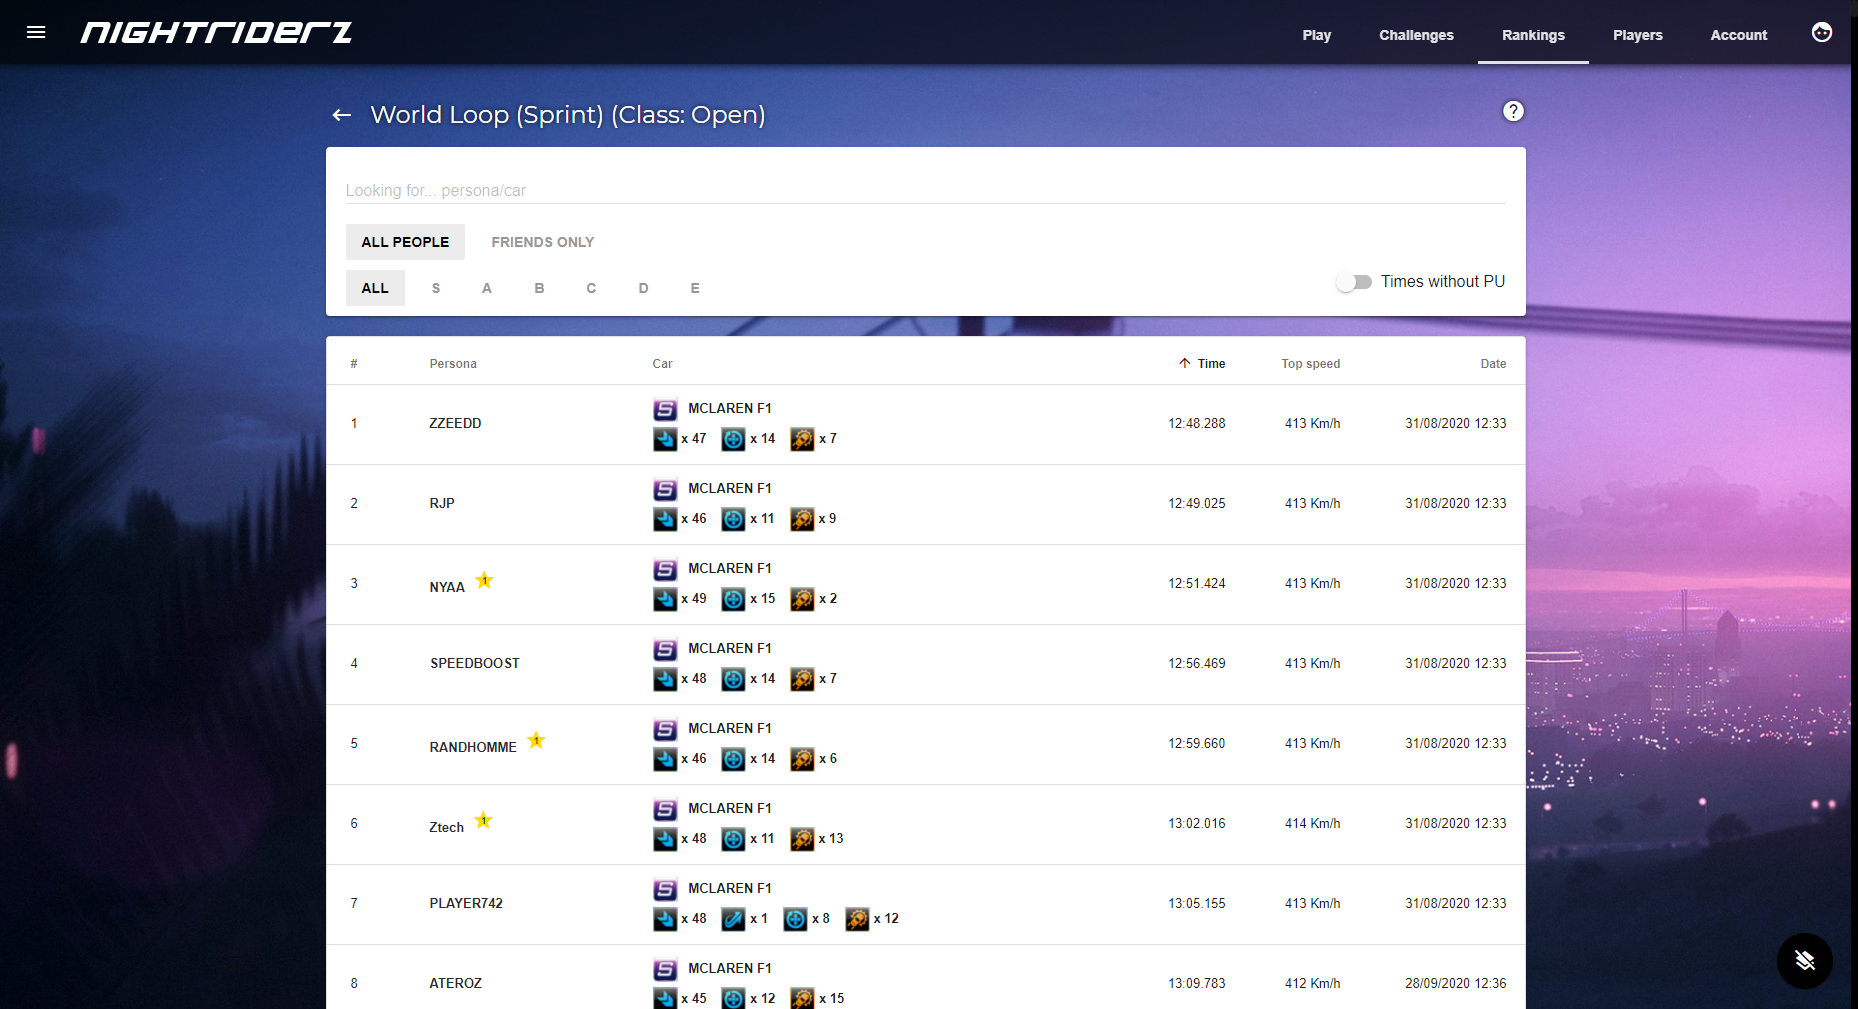 NIGHTRIDERZ
Play Challenges Rankings Players Account
World Loop (Sprint) (Class: Open)
?
Looking for... persona/car
ALL PEOPLE FRIENDS ONLY
ALL S A B C D E
Times without PU
# Persona Car Time Top speed Date
1 ZZEEDD S MCLAREN F1 12:48.288 413 Km/h 31/08/2020 12:33
x 47 x 14 x 7
2 RJP S MCLAREN F1 12:49.025 413 Km/h 31/08/2020 12:33
x 46 x 11 x 9
3 NYAA 1 S MCLAREN F1 12:51.424 413 Km/h 31/08/2020 12:33
x 49 x 15 x 2
4 SPEEDBOOST S MCLAREN F1 12:56.469 413 Km/h 31/08/2020 12:33
x 48 x 14 x 7
5 RANDHOMME 1 S MCLAREN F1 12:59.660 413 Km/h 31/08/2020 12:33
x 46 x 14 x 6
6 Ztech 1 S MCLAREN F1 13:02.016 414 Km/h 31/08/2020 12:33
x 48 x 11 x 13
7 PLAYER742 S MCLAREN F1 13:05.155 413 Km/h 31/08/2020 12:33
x 48 x 1 x 8 x 12
8 ATEROZ S MCLAREN F1 13:09.783 412 Km/h 28/09/2020 12:36
x 45 x 12 x 15